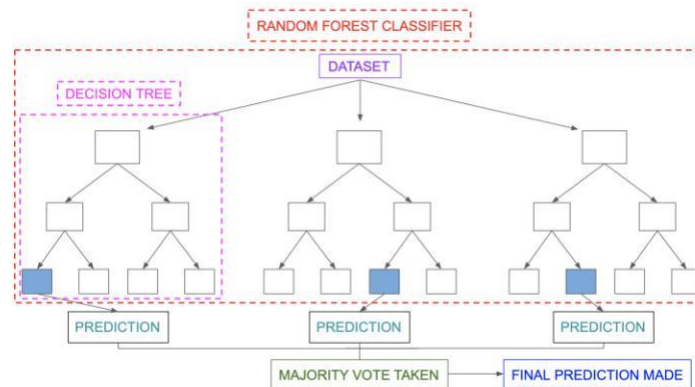 RANDOM FOREST CLASSIFIER
DATASET
DECISION TREE
PREDICTION
PREDICTION
PREDICTION
MAJORITY VOTE TAKEN
FINAL PREDICTION MADE